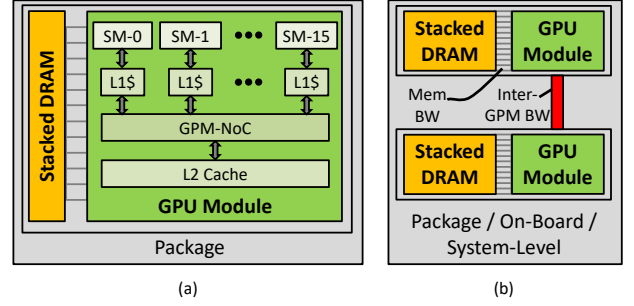 SM-0 SM-1 ••• SM-15
L1$ L1$ ••• L1$
GPM-NoC
L2 Cache
GPU Module
Stacked DRAM
Package
(a)
Stacked
DRAM
GPU
Module
Mem
BW
Inter-
GPM BW
Stacked
DRAM
GPU
Module
Package / On-Board /
System-Level
(b)